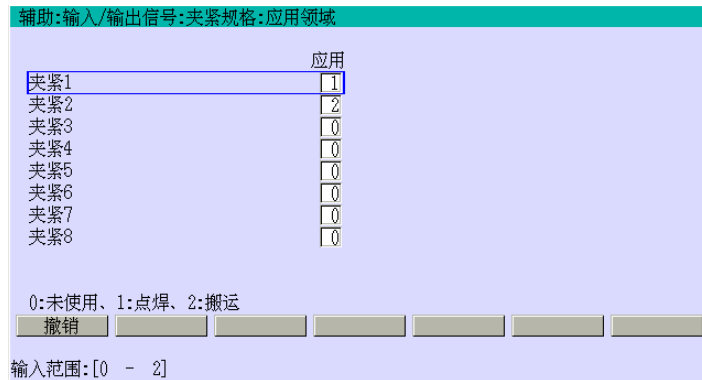 辅助:输入/输出信号:夹紧规格:应用领域
应用
夹紧1 1
夹紧2 2
夹紧3 0
夹紧4 0
夹紧5 0
夹紧6 0
夹紧7 0
夹紧8 0
0:未使用、1:点焊、2:搬运
撤销
输入范围:[0 - 2]